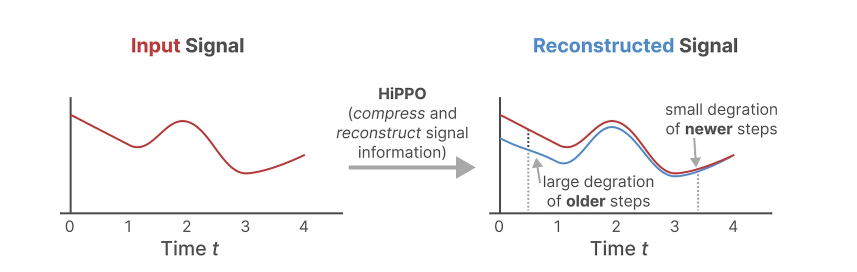 Input Signal
Reconstructed Signal
HiPPO
(compress and
reconstruct signal
information)
small degration
of newer steps
large degration
of older steps
0 1 2 3 4
Time t
0 1 2 3 4
Time t